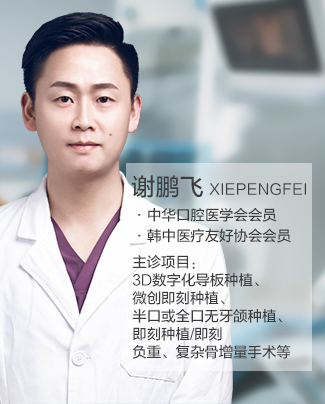 谢鹏飞 XIEPENGFEI
· 中华口腔医学会会员
· 韩中医疗友好协会会员
主诊项目：
3D数字化导板种植、
微创即刻种植、
半口或全口无牙颌种植、
即刻种植/即刻
负重、复杂骨增量手术等